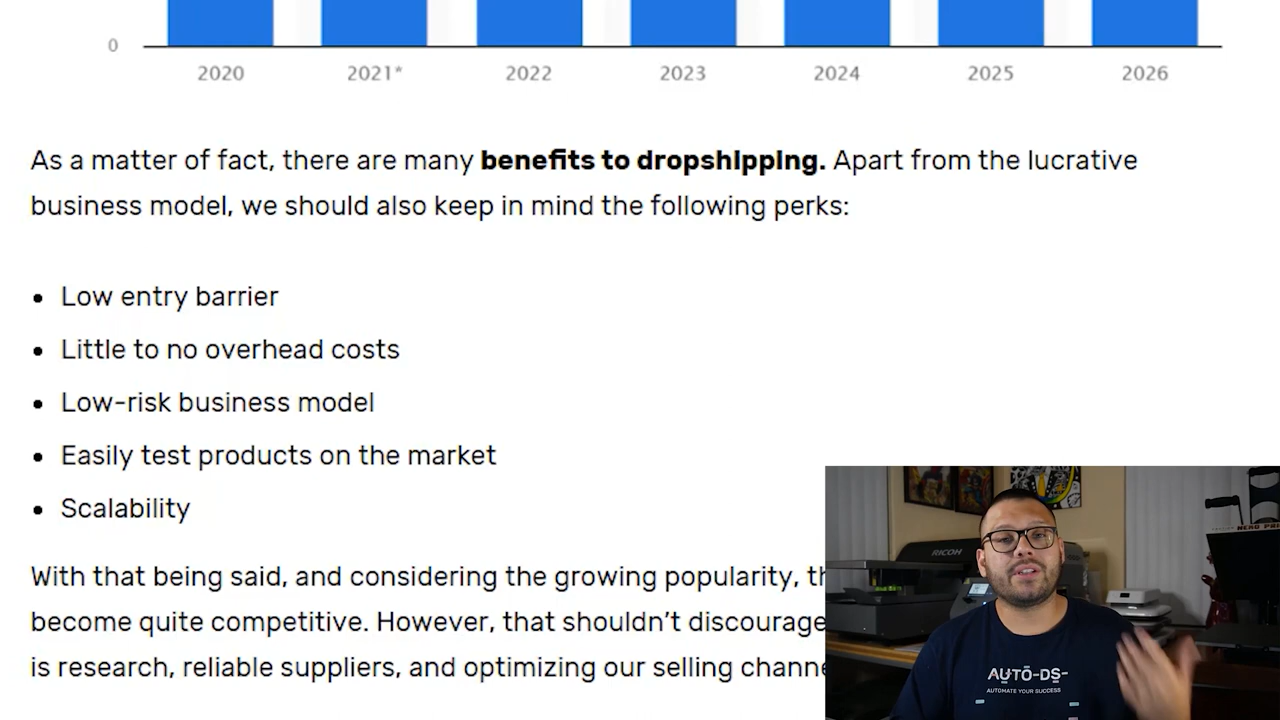 0
2020 2021* 2022 2023 2024 2025 2026
As a matter of fact, there are many benefits to dropshipping. Apart from the lucrative
business model, we should also keep in mind the following perks:
• Low entry barrier
• Little to no overhead costs
• Low-risk business model
• Easily test products on the market
• Scalability
With that being said, and considering the growing popularity, th
become quite competitive. However, that shouldn't discourage
is research, reliable suppliers, and optimizing our selling channe
RICOH
AUTO-DS-
AUTOMATE YOUR SUCCESS